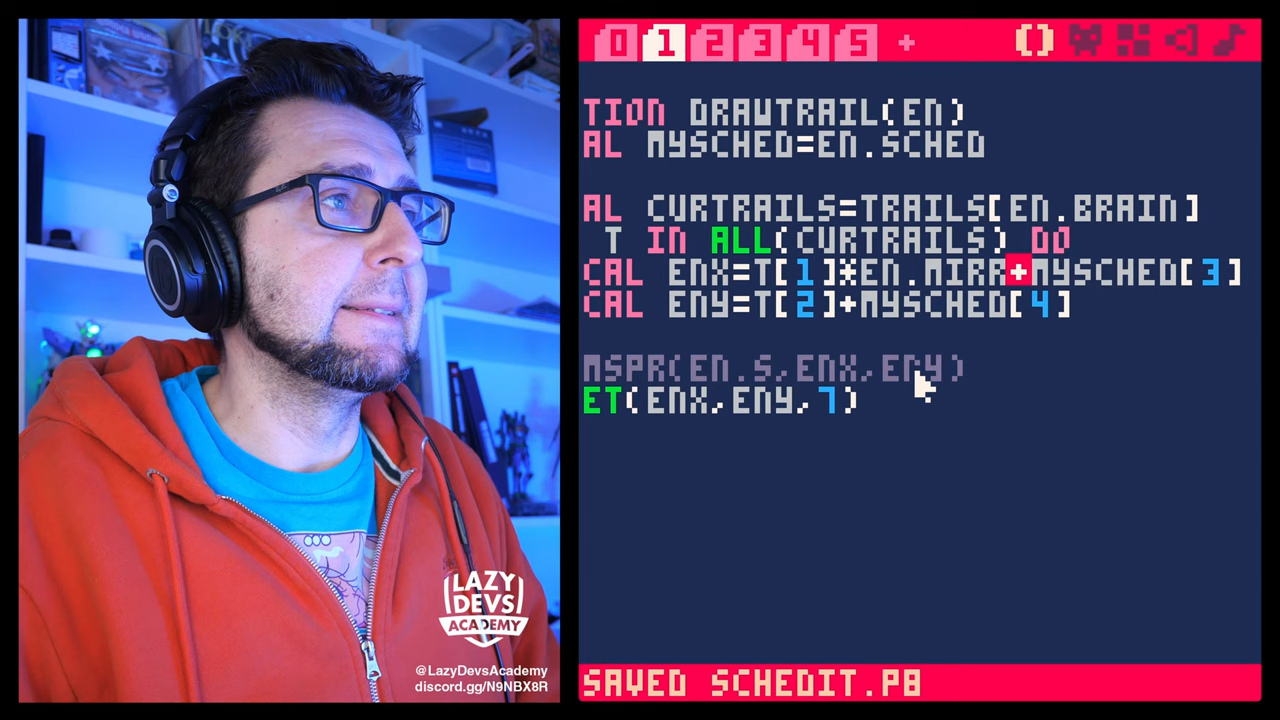 0 1 2 3 4 5 +
TION DRAWTRAIL(EN)
AL MYSCHED=EN.SCHED
AL CURTRAILS=TRAILS[EN.BRAIN]
T IN ALL(CURTRAILS) DO
CAL ENX=T[1]*EN.MIRR+MYSCHED[3]
CAL ENY=T[2]+MYSCHED[4]
MSPR(EN.S,ENX,ENY)
ET(ENX,ENY,7)
SAVED SCHEDIT.P8
LAZY
DEVS
ACADEMY
@LazyDevsAcademy
discord.gg/N9NBX8R